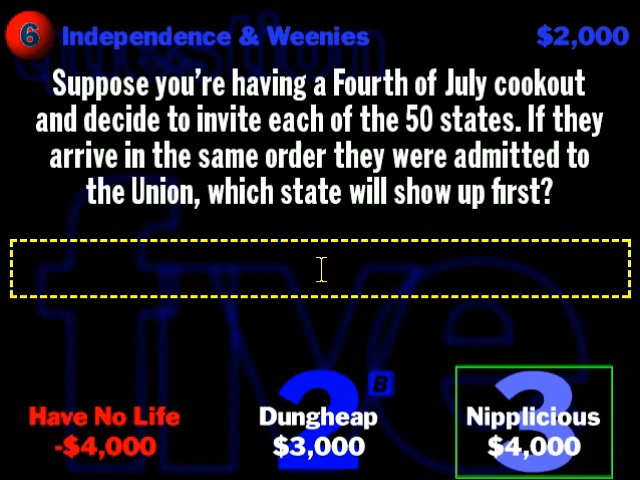 6 Independence & Weenies $2,000
Suppose you're having a Fourth of July cookout
and decide to invite each of the 50 states. If they
arrive in the same order they were admitted to
the Union, which state will show up first?
five
2 B 3
Have No Life Dungheap Nipplicious
-$4,000 $3,000 $4,000